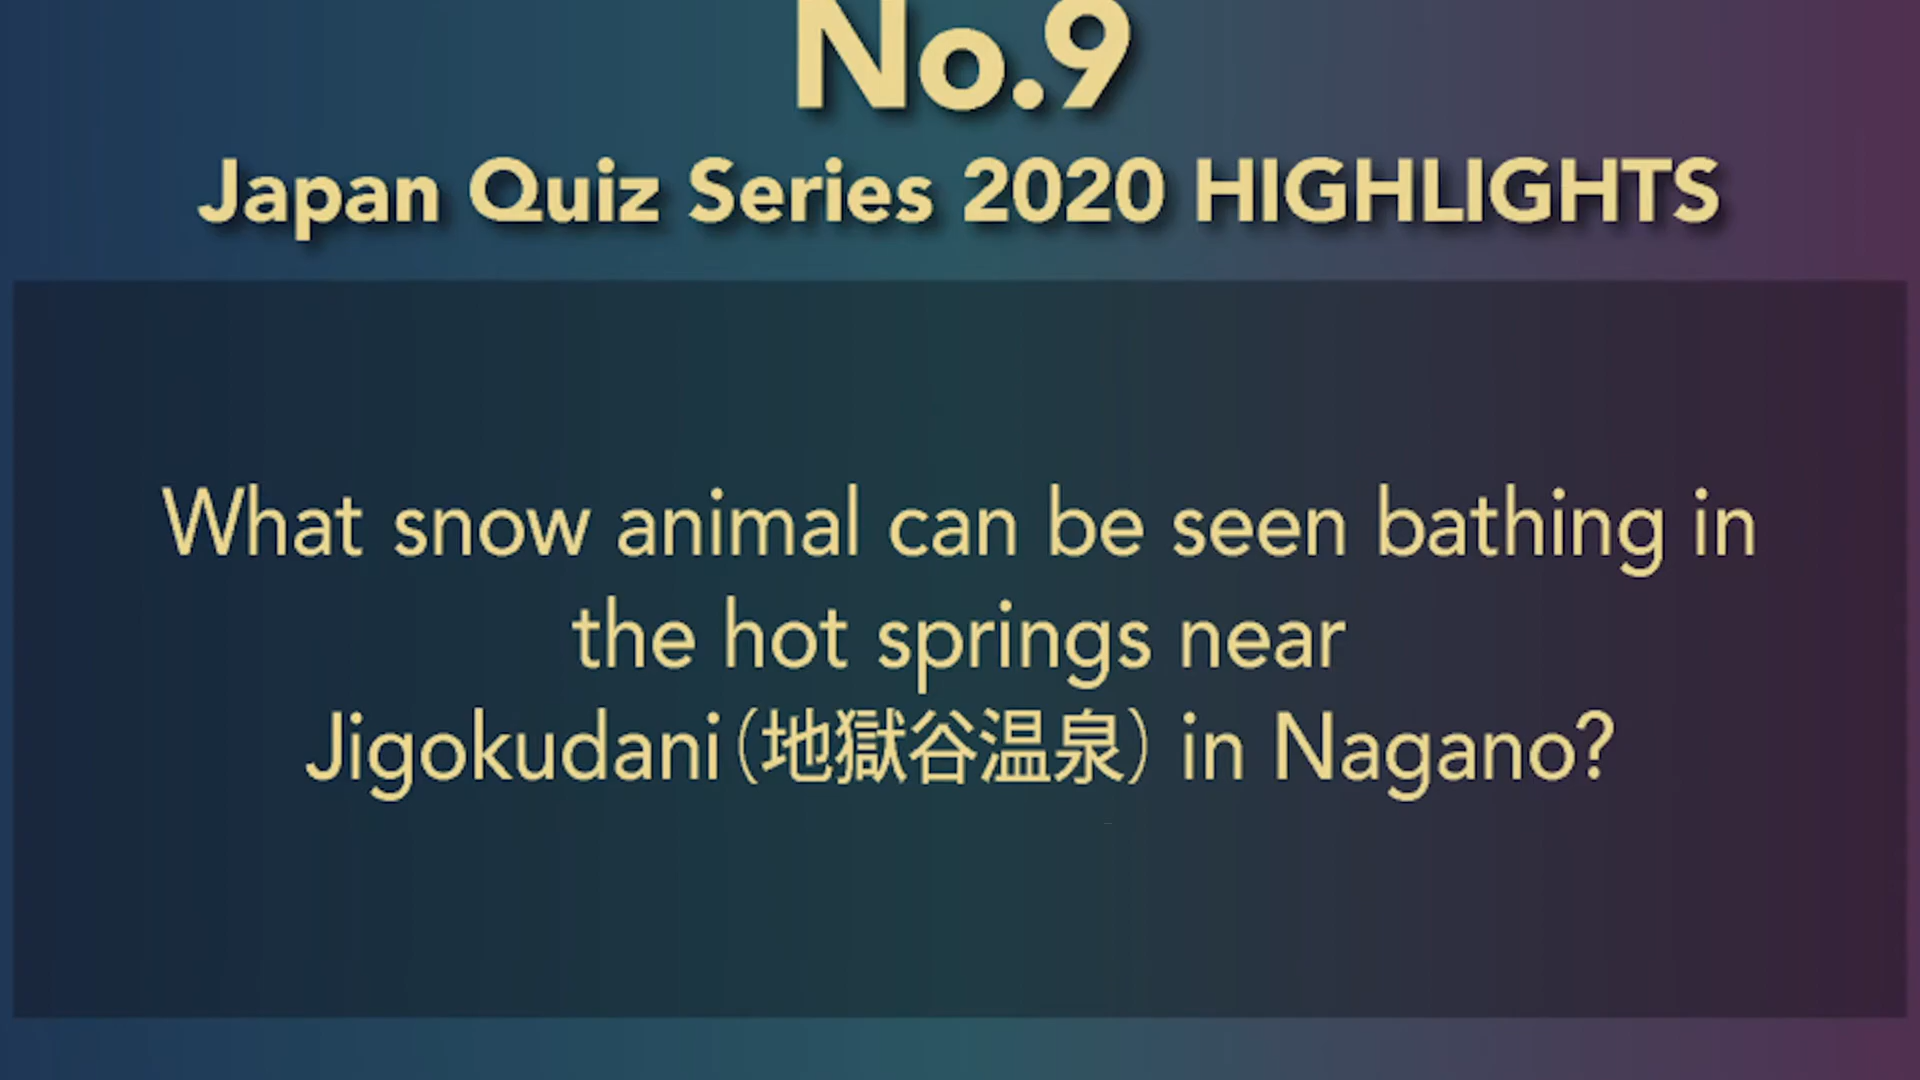 No.9
Japan Quiz Series 2020 HIGHLIGHTS
What snow animal can be seen bathing in
the hot springs near
Jigokudani(地獄谷温泉) in Nagano?